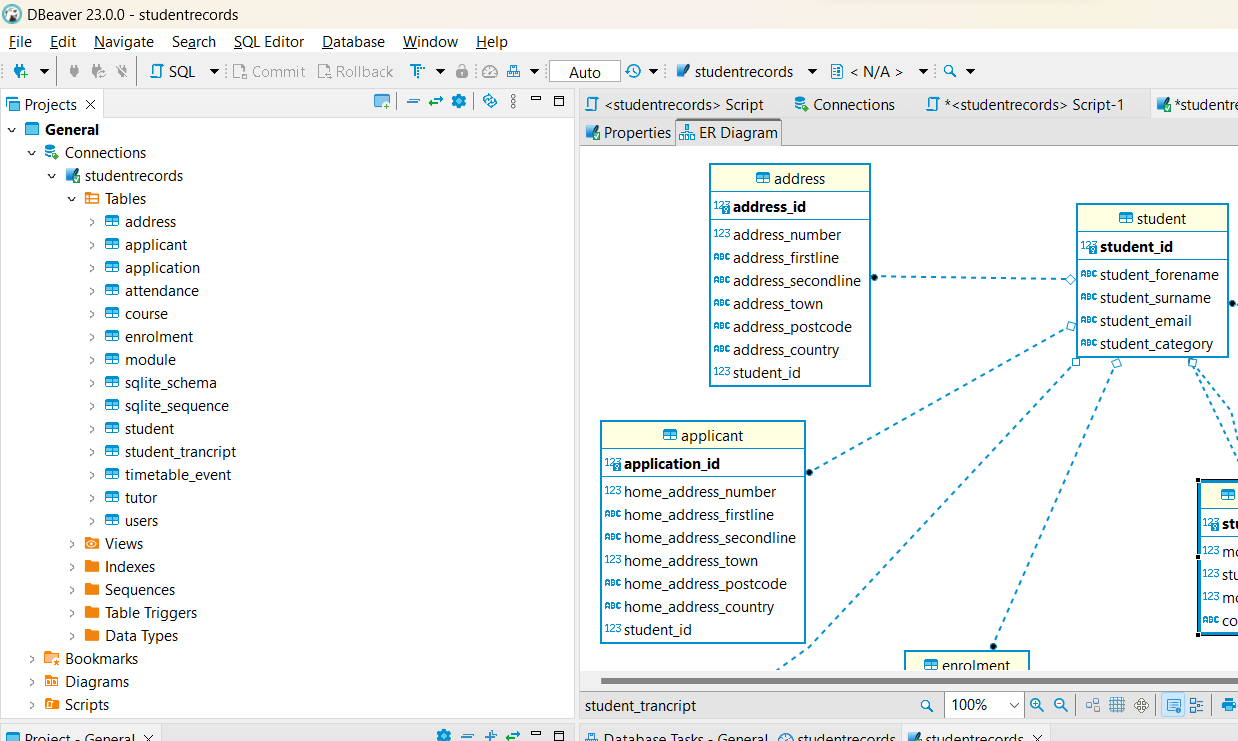 DBeaver 23.0.0 - studentrecords
File Edit Navigate Search SQL Editor Database Window Help
SQL Commit Rollback Auto studentrecords < N/A >
Projects
General
Connections
studentrecords
Tables
address
applicant
application
attendance
course
enrolment
module
sqlite_schema
sqlite_sequence
student
student_trancript
timetable_event
tutor
users
Views
Indexes
Sequences
Table Triggers
Data Types
Bookmarks
Diagrams
Scripts
Project - General
<studentrecords> Script Connections *<studentrecords> Script-1 *studentre
Properties ER Diagram
address
123 address_id
123 address_number
ABC address_firstline
ABC address_secondline
ABC address_town
ABC address_postcode
ABC address_country
123 student_id
student
123 student_id
ABC student_forename
ABC student_surname
ABC student_email
ABC student_category
applicant
123 application_id
123 home_address_number
ABC home_address_firstline
ABC home_address_secondline
123 home_address_town
ABC home_address_postcode
ABC home_address_country
123 student_id
123 stu
123 mo
123 stu
123 mo
ABC co
enrolment
student_trancript 100%
Database Tasks - General studentrecords studentrecords